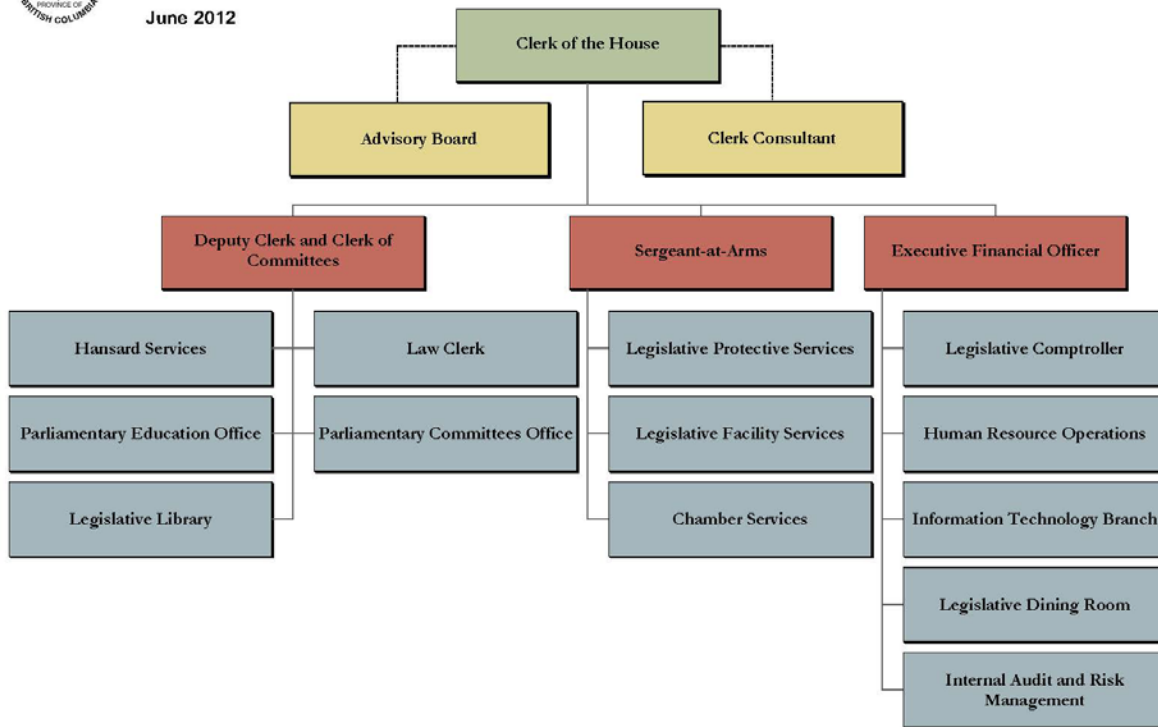 PROVINCE OF
BRITISH COLUMBIA
June 2012
Clerk of the House
Advisory Board
Clerk Consultant
Deputy Clerk and Clerk of
Committees
Sergeant-at-Arms
Executive Financial Officer
Hansard Services
Law Clerk
Legislative Protective Services
Legislative Comptroller
Parliamentary Education Office
Parliamentary Committees Office
Legislative Facility Services
Human Resource Operations
Legislative Library
Chamber Services
Information Technology Branch
Legislative Dining Room
Internal Audit and Risk
Management